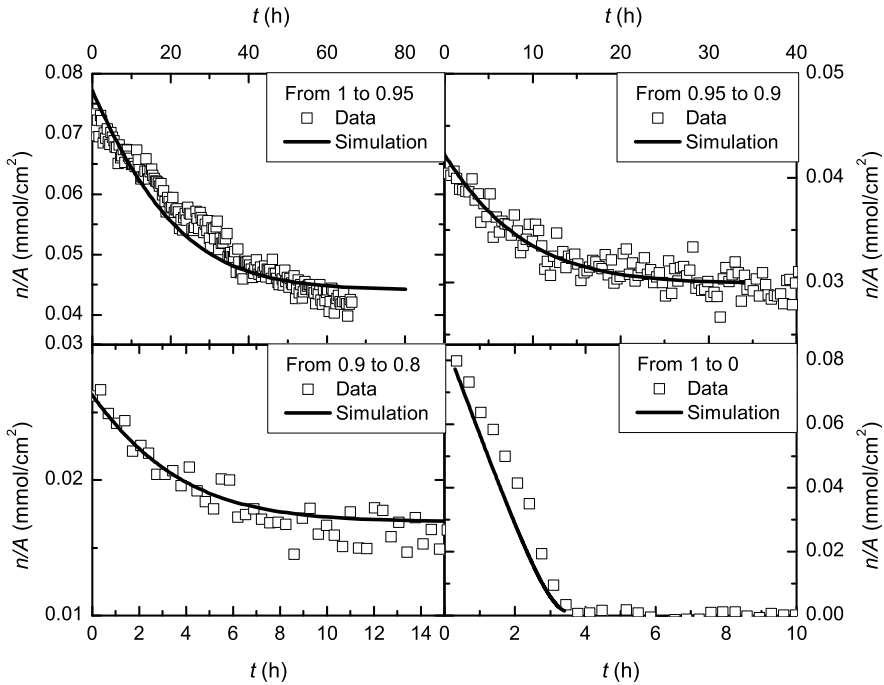 t (h)
t (h)
0 20 40 60 80
0 10 20 30 40
0.08
0.07
0.06
0.05
0.04
0.03
n/A (mmol/cm²)
From 1 to 0.95
Data
Simulation
From 0.95 to 0.9
Data
Simulation
0.05
0.04
0.03
n/A (mmol/cm²)
0.02
0.01
n/A (mmol/cm²)
From 0.9 to 0.8
Data
Simulation
From 1 to 0
Data
Simulation
0.08
0.06
0.04
0.02
0.00
n/A (mmol/cm²)
0 2 4 6 8 10 12 14
0 2 4 6 8 10
t (h)
t (h)